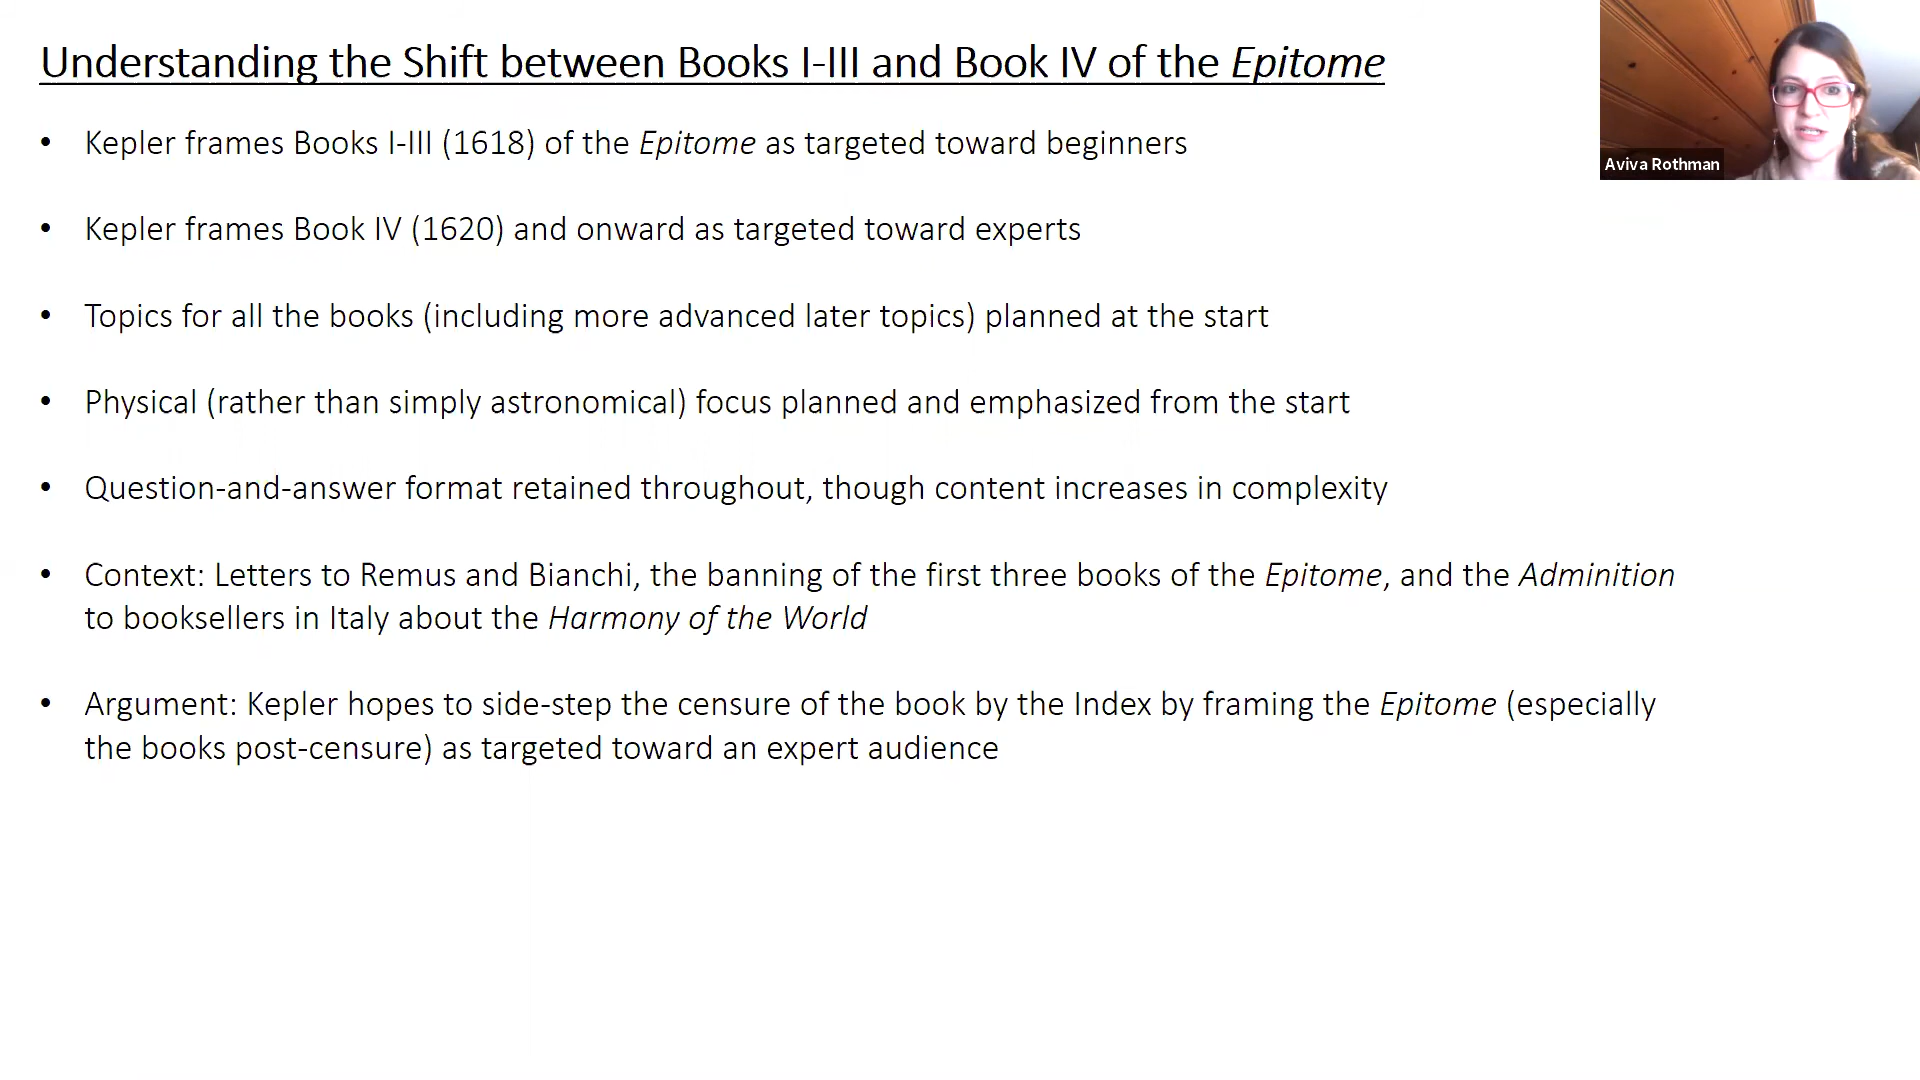 Understanding the Shift between Books I-III and Book IV of the Epitome
Aviva Rothman
• Kepler frames Books I-III (1618) of the Epitome as targeted toward beginners
• Kepler frames Book IV (1620) and onward as targeted toward experts
• Topics for all the books (including more advanced later topics) planned at the start
• Physical (rather than simply astronomical) focus planned and emphasized from the start
• Question-and-answer format retained throughout, though content increases in complexity
• Context: Letters to Remus and Bianchi, the banning of the first three books of the Epitome, and the Adminition
to booksellers in Italy about the Harmony of the World
• Argument: Kepler hopes to side-step the censure of the book by the Index by framing the Epitome (especially
the books post-censure) as targeted toward an expert audience